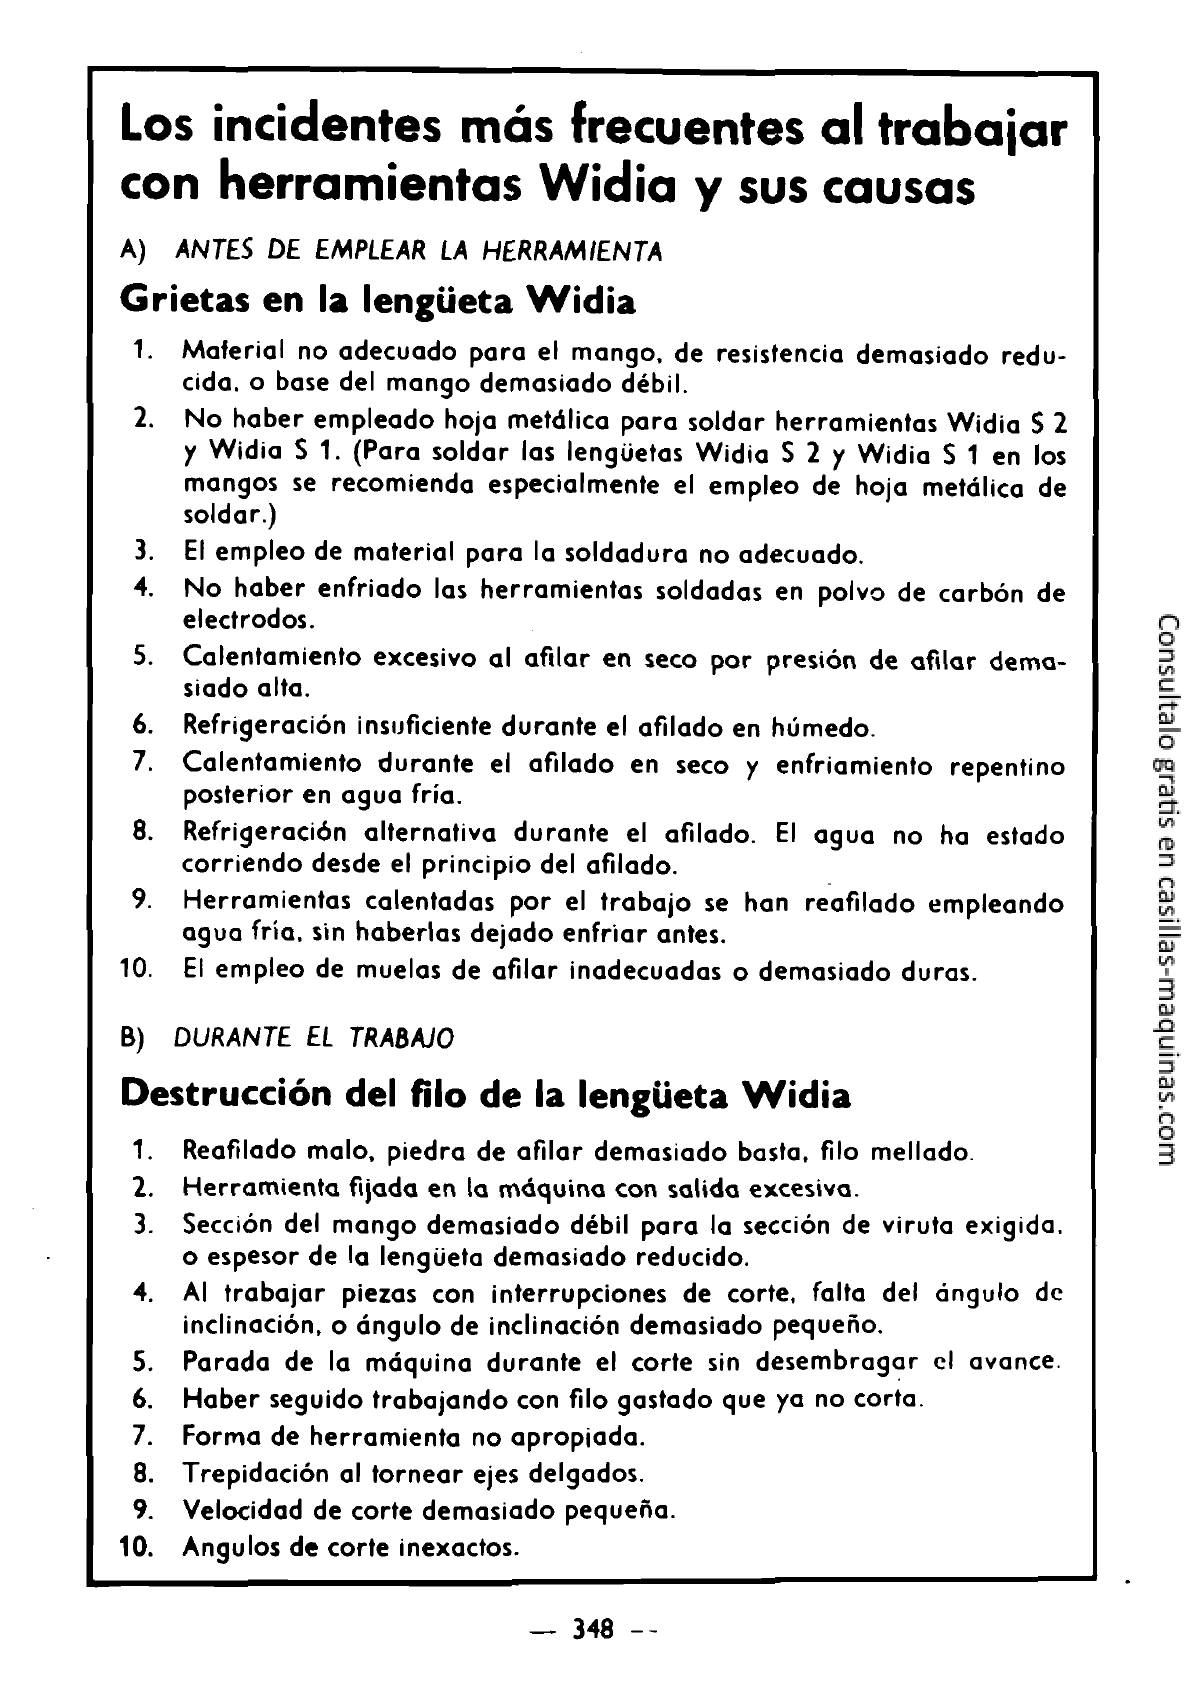 Los incidentes más frecuentes al trabajar
con herramientas Widia y sus causas
A) ANTES DE EMPLEAR LA HERRAMIENTA
Grietas en la lengüeta Widia
1. Material no adecuado para el mango, de resistencia demasiado redu-
cida, o base del mango demasiado débil.
2. No haber empleado hoja metálica para soldar herramientas Widia S 2
y Widia S 1. (Para soldar las lengüetas Widia S 2 y Widia S 1 en los
mangos se recomienda especialmente el empleo de hoja metálica de
soldar.)
3. El empleo de material para la soldadura no adecuado.
4. No haber enfriado las herramientas soldadas en polvo de carbón de
electrodos.
5. Calentamiento excesivo al afilar en seco por presión de afilar dema-
siado alta.
6. Refrigeración insuficiente durante el afilado en húmedo.
7. Calentamiento durante el afilado en seco y enfriamiento repentino
posterior en agua fría.
8. Refrigeración alternativa durante el afilado. El agua no ha estado
corriendo desde el principio del afilado.
9. Herramientas calentadas por el trabajo se han reafilado empleando
agua fría, sin haberlas dejado enfriar antes.
10. El empleo de muelas de afilar inadecuadas o demasiado duras.
B) DURANTE EL TRABAJO
Destrucción del filo de la lengüeta Widia
1. Reafilado malo, piedra de afilar demasiado basta, filo mellado.
2. Herramienta fijada en la máquina con salida excesiva.
3. Sección del mango demasiado débil para la sección de viruta exigida,
o espesor de la lengüeta demasiado reducido.
4. Al trabajar piezas con interrupciones de corte, falta del ángulo de
inclinación, o ángulo de inclinación demasiado pequeño.
5. Parada de la máquina durante el corte sin desembragar el avance.
6. Haber seguido trabajando con filo gastado que ya no corta.
7. Forma de herramienta no apropiada.
8. Trepidación al tornear ejes delgados.
9. Velocidad de corte demasiado pequeña.
10. Angulos de corte inexactos.
— 348 --
Consultalo gratis en casillas-maquinas.com